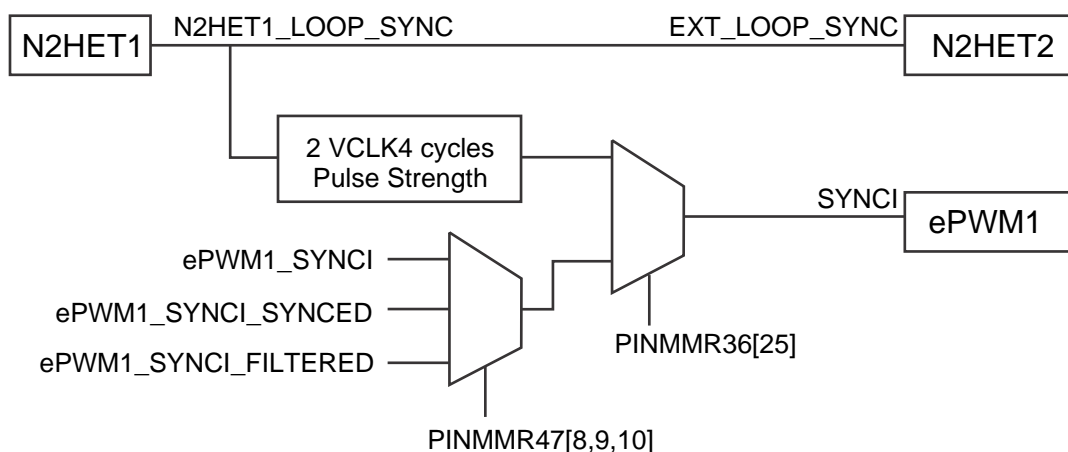 N2HET1
N2HET1_LOOP_SYNC
EXT_LOOP_SYNC
N2HET2
2 VCLK4 cycles
Pulse Strength
SYNCI
ePWM1
ePWM1_SYNCI
ePWM1_SYNCI_SYNCED
ePWM1_SYNCI_FILTERED
PINMMR36[25]
PINMMR47[8,9,10]